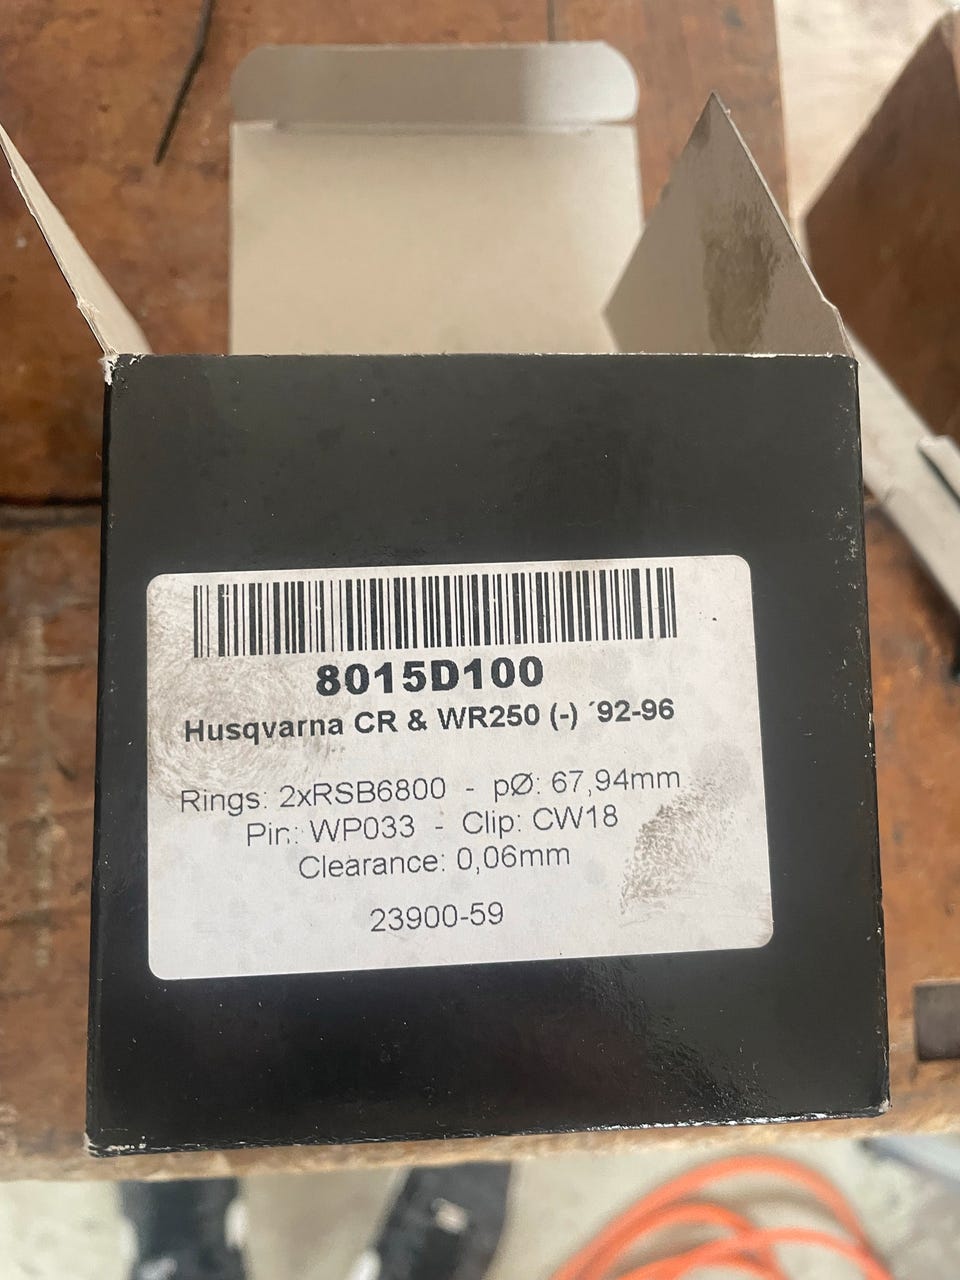 8015D100
Husqvarna CR & WR250 (-) ´92-96
Rings: 2xRSB6800 - pØ: 67,94mm
Pin: WP033 - Clip: CW18
Clearance: 0,06mm
23900-59